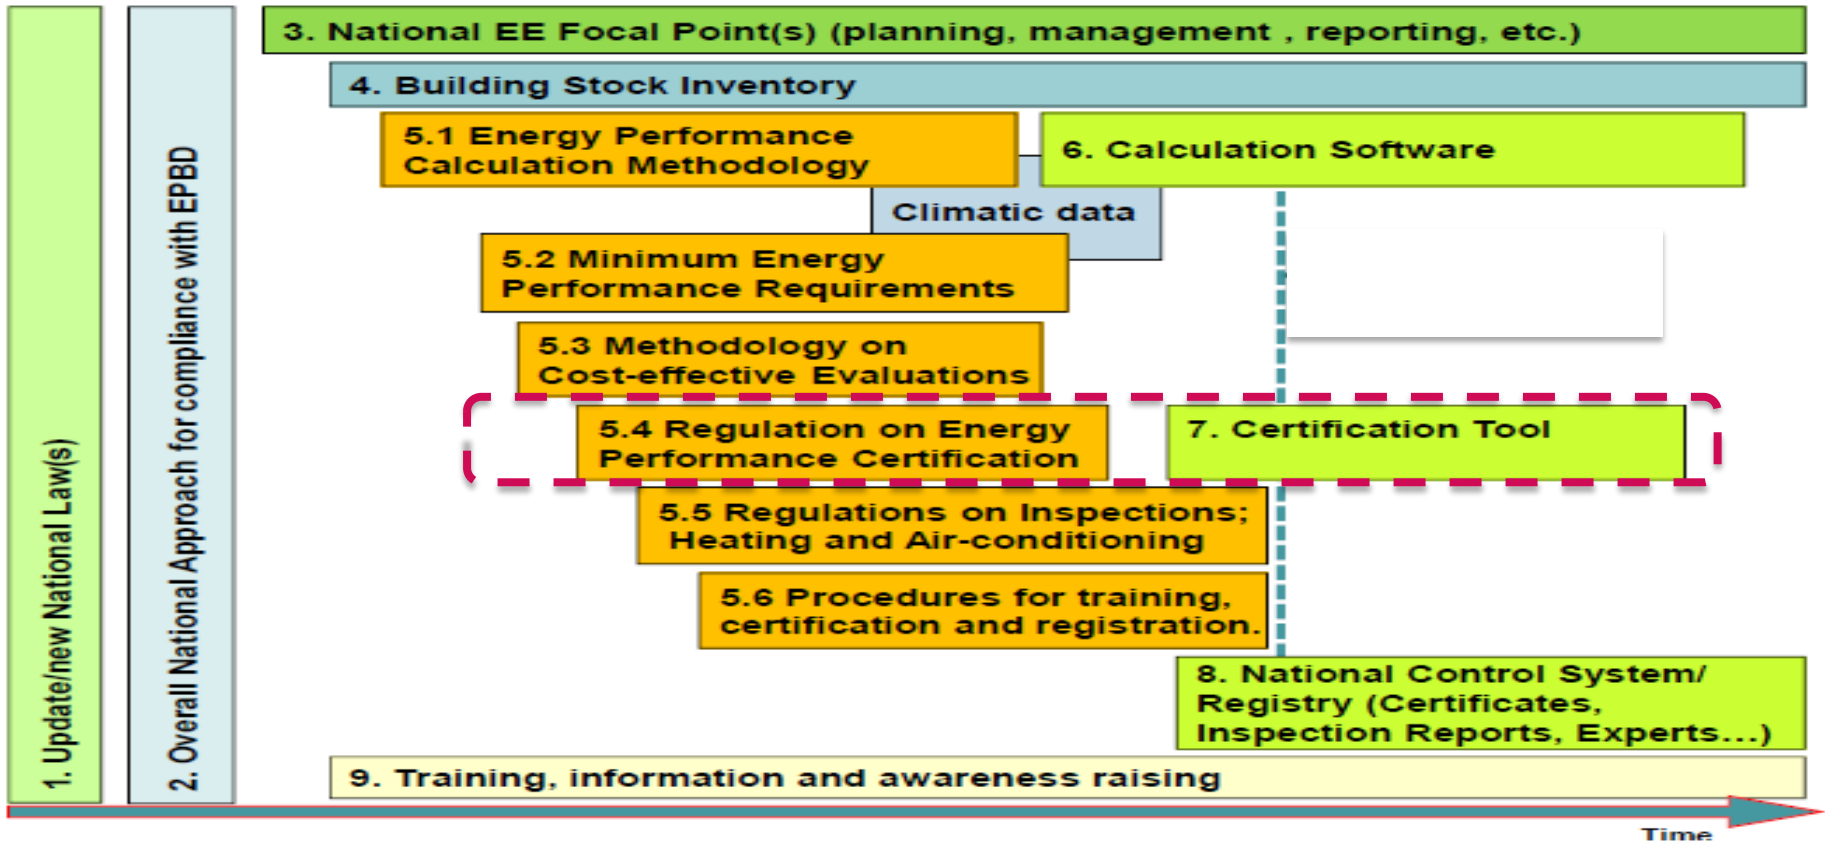 1. Update/new National Law(s)
2. Overall National Approach for compliance with EPBD
3. National EE Focal Point(s) (planning, management , reporting, etc.)
4. Building Stock Inventory
5.1 Energy Performance
Calculation Methodology
6. Calculation Software
Climatic data
5.2 Minimum Energy
Performance Requirements
5.3 Methodology on
Cost-effective Evaluations
5.4 Regulation on Energy
Performance Certification
7. Certification Tool
5.5 Regulations on Inspections;
Heating and Air-conditioning
5.6 Procedures for training,
certification and registration.
8. National Control System/
Registry (Certificates,
Inspection Reports, Experts...)
9. Training, information and awareness raising
Time